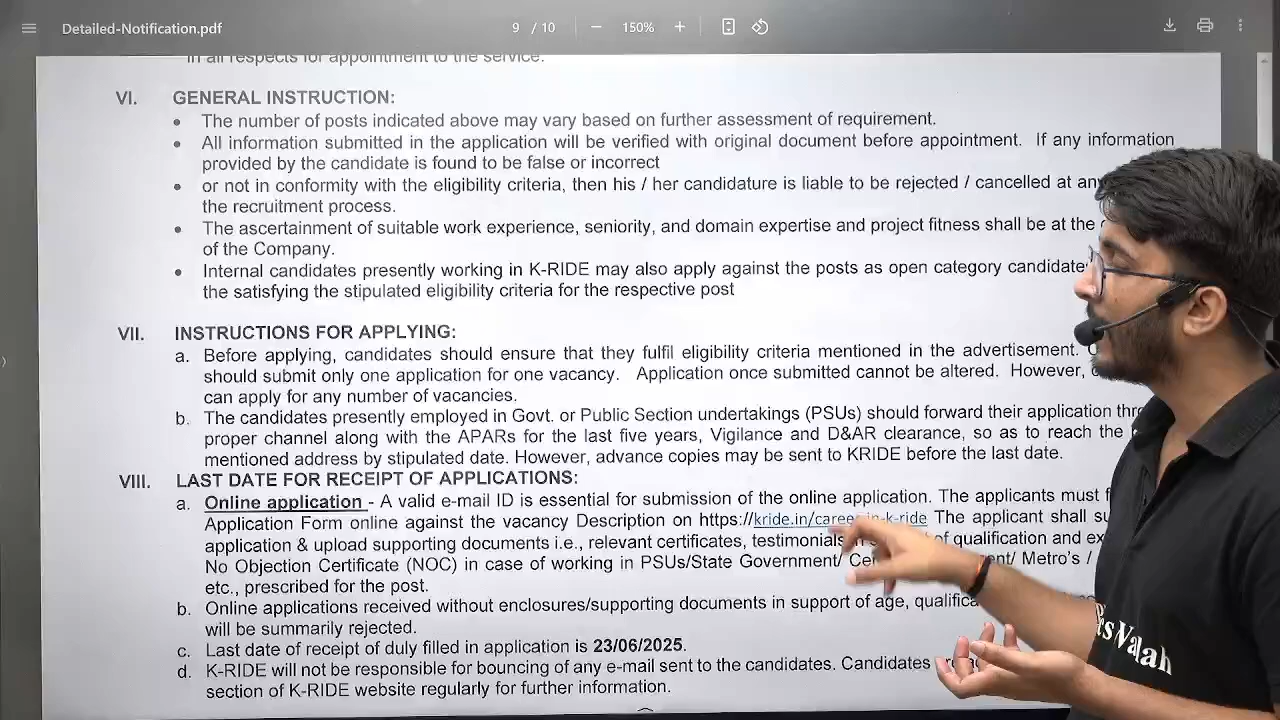 Detailed-Notification.pdf
9 / 10
150%
in all respects for appointment to the service.
VI. GENERAL INSTRUCTION:
• The number of posts indicated above may vary based on further assessment of requirement.
• All information submitted in the application will be verified with original document before appointment. If any information
provided by the candidate is found to be false or incorrect
• or not in conformity with the eligibility criteria, then his / her candidature is liable to be rejected / cancelled at any
the recruitment process.
• The ascertainment of suitable work experience, seniority, and domain expertise and project fitness shall be at the
of the Company.
• Internal candidates presently working in K-RIDE may also apply against the posts as open category candidate
the satisfying the stipulated eligibility criteria for the respective post
VII. INSTRUCTIONS FOR APPLYING:
a. Before applying, candidates should ensure that they fulfil eligibility criteria mentioned in the advertisement.
should submit only one application for one vacancy. Application once submitted cannot be altered. However,
can apply for any number of vacancies.
b. The candidates presently employed in Govt. or Public Section undertakings (PSUs) should forward their application
proper channel along with the APARs for the last five years, Vigilance and D&AR clearance, so as to reach the
mentioned address by stipulated date. However, advance copies may be sent to KRIDE before the last date.
VIII. LAST DATE FOR RECEIPT OF APPLICATIONS:
a. Online application - A valid e-mail ID is essential for submission of the online application. The applicants must
Application Form online against the vacancy Description on https://kride.in/career-in-k-ride The applicant shall
application & upload supporting documents i.e., relevant certificates, testimonials of qualification and
No Objection Certificate (NOC) in case of working in PSUs/State Government/ Metro's /
etc., prescribed for the post.
b. Online applications received without enclosures/supporting documents in support of age,
will be summarily rejected.
c. Last date of receipt of duly filled in application is 23/06/2025.
d. K-RIDE will not be responsible for bouncing of any e-mail sent to the candidates. Candidates
section of K-RIDE website regularly for further information.